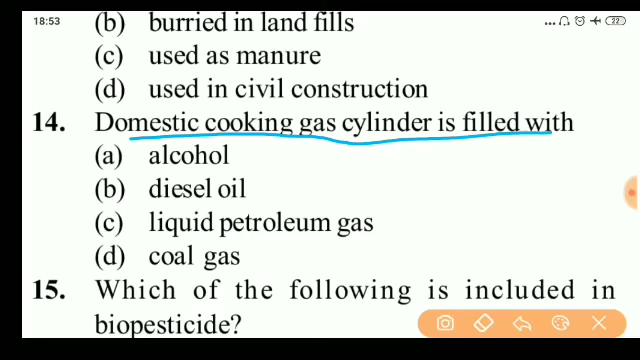 18:53
22
(b) burried in land fills
(c) used as manure
(d) used in civil construction
14. Domestic cooking gas cylinder is filled with
(a) alcohol
(b) diesel oil
(c) liquid petroleum gas
(d) coal gas
15. Which of the following is included in
biopesticide?